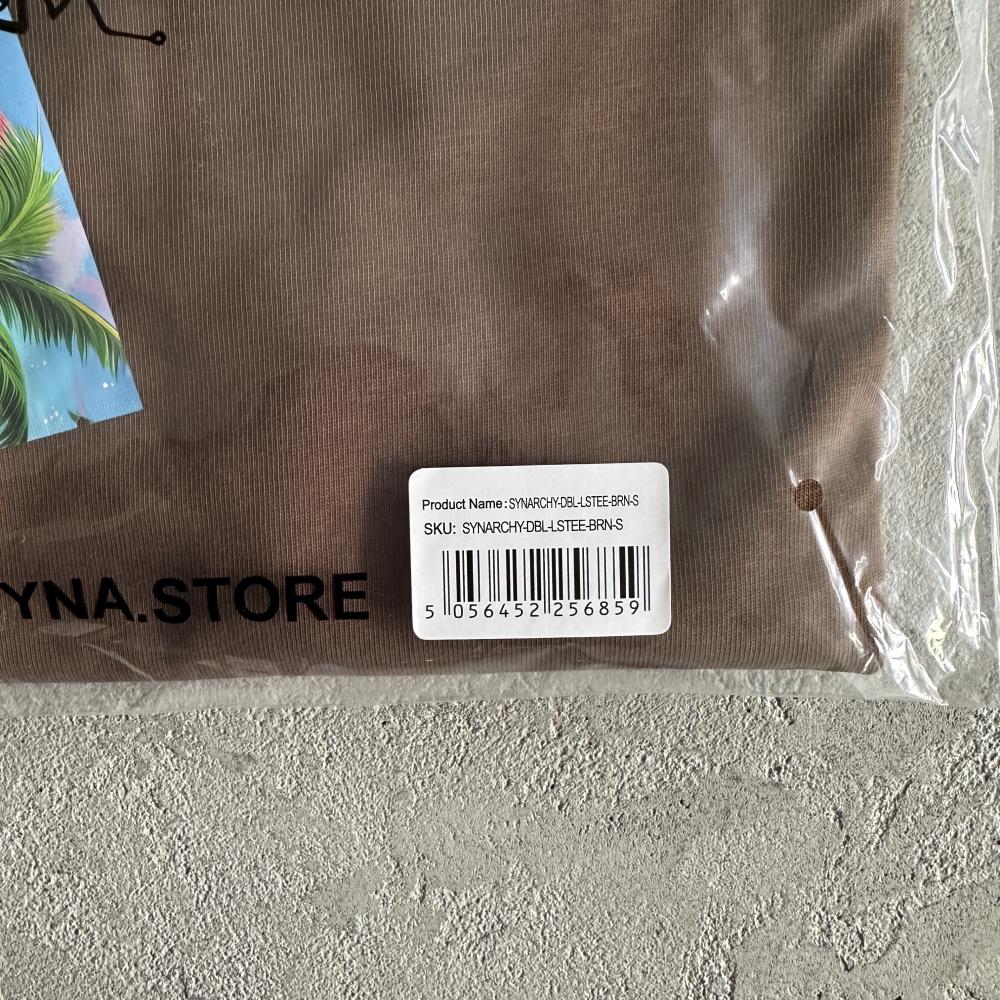 Product Name: SYNARCHY-DBL-LSTEE-BRN-S
SKU: SYNARCHY-DBL-LSTEE-BRN-S
5 056452 256859
YNA.STORE